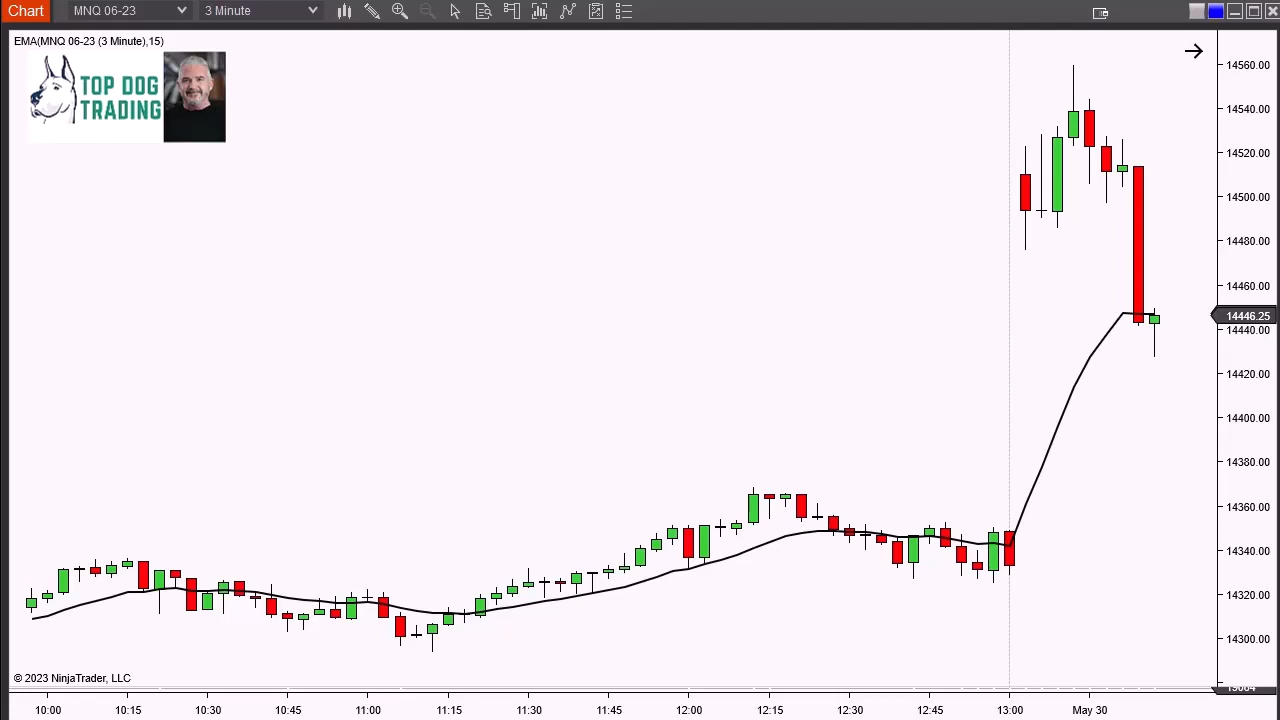 Chart MNQ 06-23 3 Minute
EMA(MNQ 06-23 (3 Minute),15)
TOP DOG
TRADING
14560.00
14540.00
14520.00
14500.00
14480.00
14460.00
14446.25
14440.00
14420.00
14400.00
14380.00
14360.00
14340.00
14320.00
14300.00
© 2023 NinjaTrader, LLC
10:00 10:15 10:30 10:45 11:00 11:15 11:30 11:45 12:00 12:15 12:30 12:45 13:00 May 30